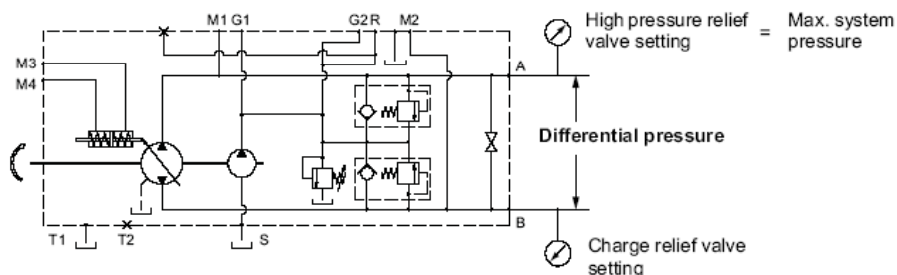 M1 G1
G2 R
M2
High pressure relief
valve setting
=
Max. system
pressure
M3
M4
A
Differential pressure
B
T1
T2
S
Charge relief valve
setting